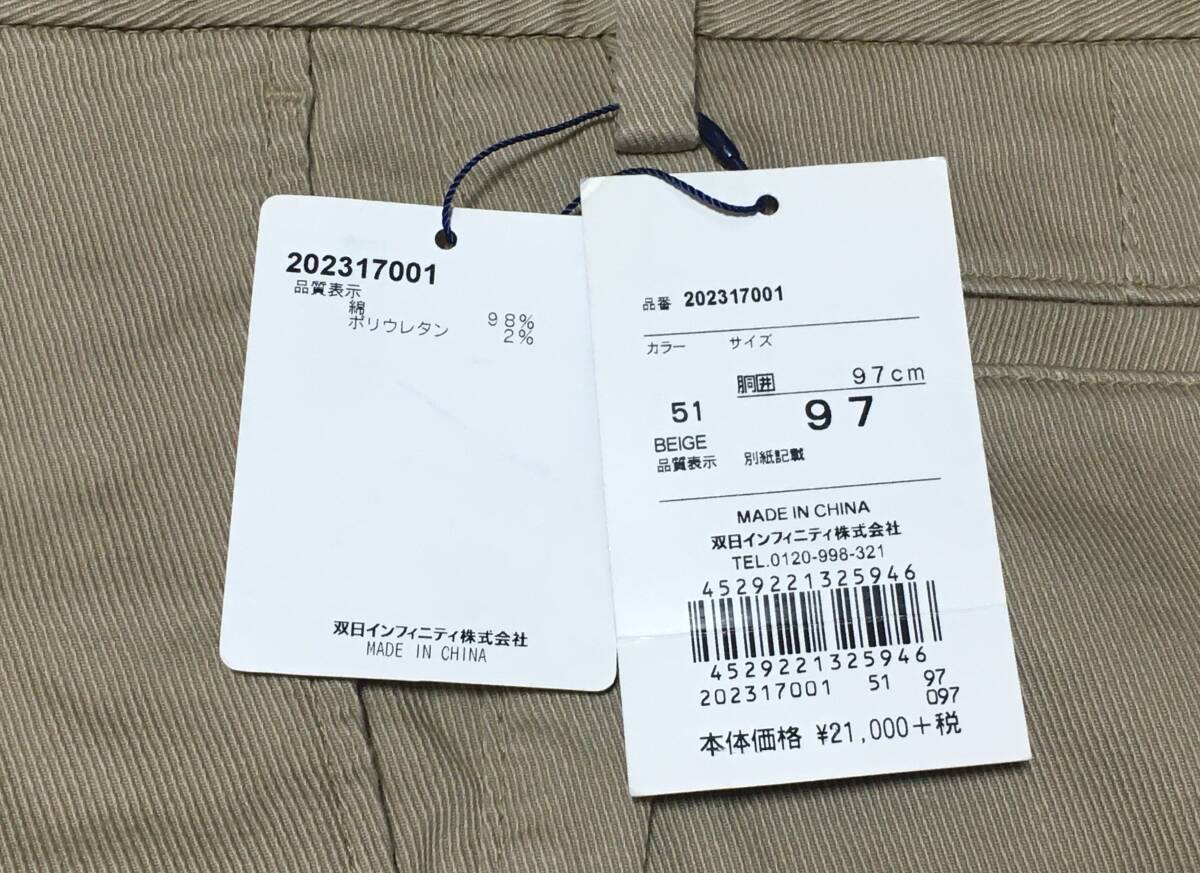 202317001
品質表示
綿 98%
ポリウレタン 2%
双日インフィニティ株式会社
MADE IN CHINA
品番 202317001
カラー サイズ
胴囲 97cm
51 97
BEIGE
品質表示 別紙記載
MADE IN CHINA
双日インフィニティ株式会社
TEL.0120-998-321
4529221325946
4529221325946
202317001 51 97
097
本体価格 ¥21,000+税